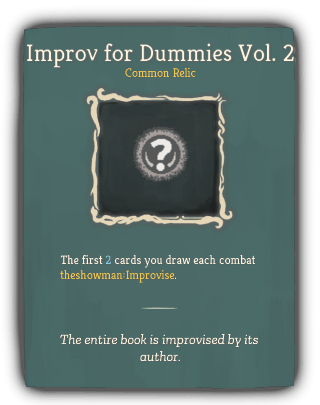 Improv for Dummies Vol. 2
Common Relic
?
The first 2 cards you draw each combat
theshowman:Improvise.
The entire book is improvised by its
author.